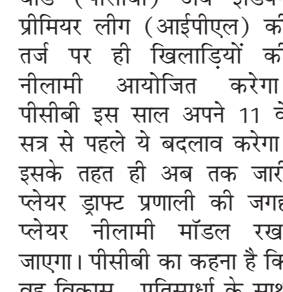 प्रीमियर लीग (आईपीएल) की
तर्ज पर ही खिलाड़ियों की
नीलामी आयोजित करेगा
पीसीबी इस साल अपने 11 वें
सत्र से पहले ये बदलाव करेगा
इसके तहत ही अब तक जारी
प्लेयर ड्राफ्ट प्रणाली की जगह
प्लेयर नीलामी मॉडल रखा
जाएगा। पीसीबी का कहना है कि